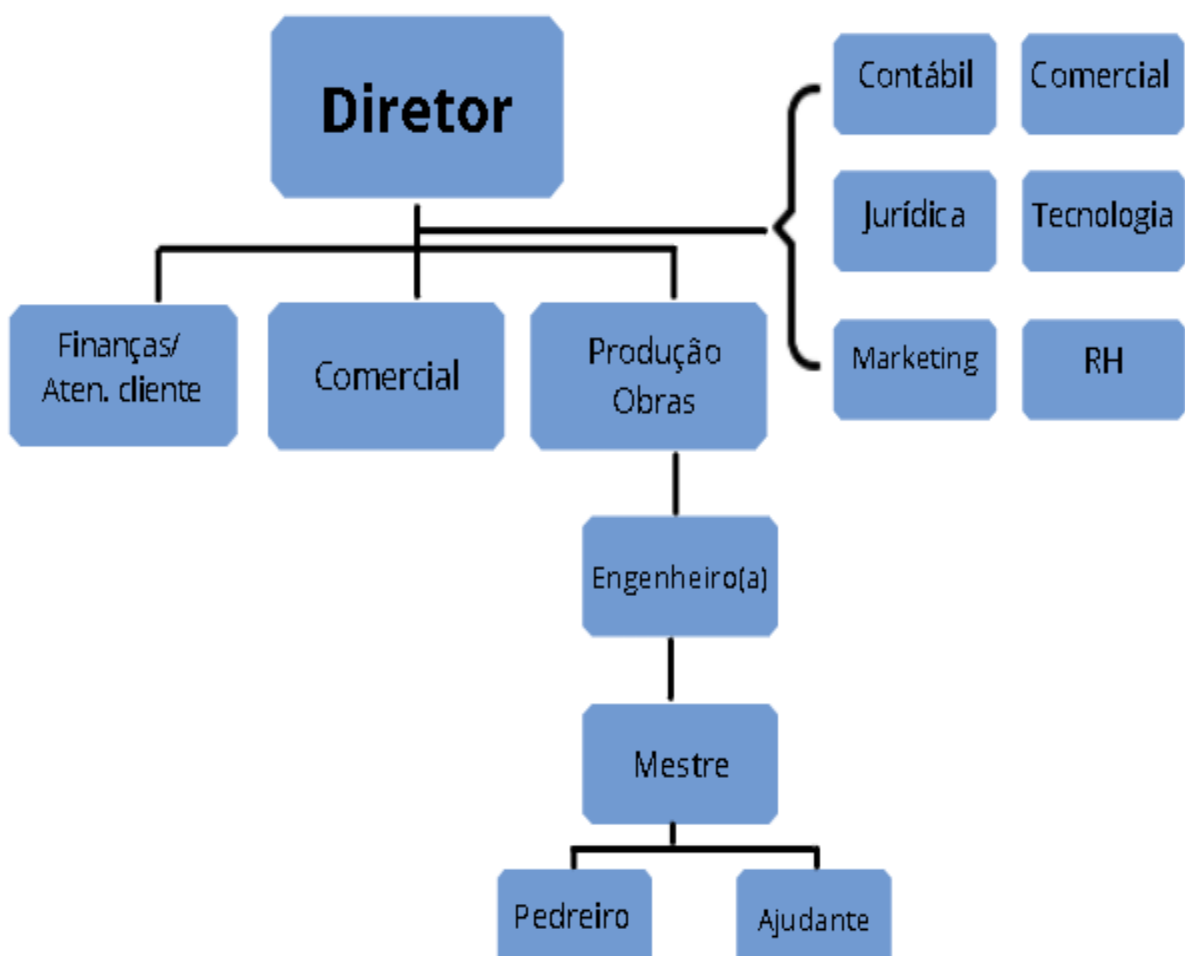 Diretor
Contábil
Comercial
Jurídica
Tecnologia
Marketing
RH
Finanças/
Aten. cliente
Comercial
Produção
Obras
Engenheiro(a)
Mestre
Pedreiro
Ajudante